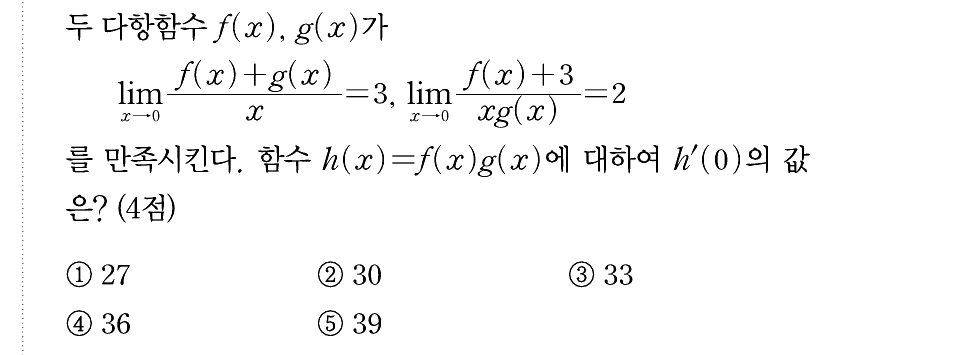 두 다항함수 f(x), g(x)가
lim_{x→0} (f(x)+g(x))/x =3, lim_{x→0} (f(x)+3)/(xg(x)) =2
를 만족시킨다. 함수 h(x)=f(x)g(x)에 대하여 h′(0)의 값
은? (4점)
① 27 ② 30 ③ 33
④ 36 ⑤ 39